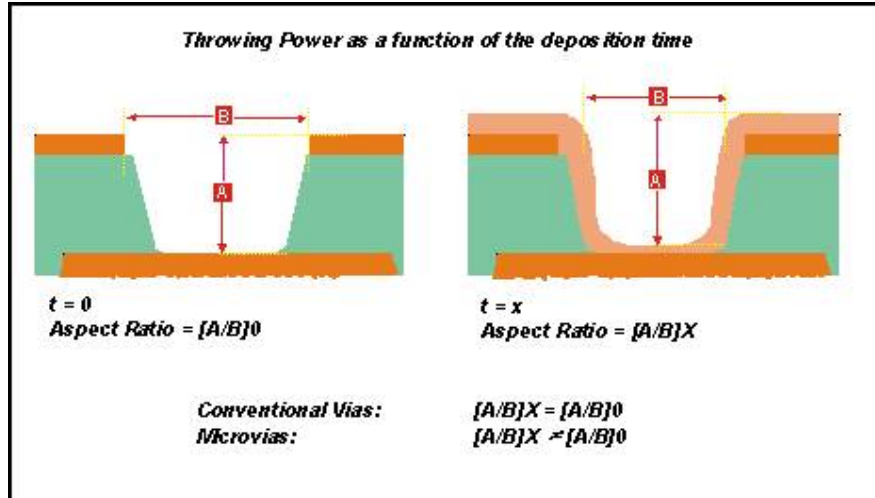 Throwing Power as a function of the deposition time
B
B
A
A
t = 0
Aspect Ratio = [A/B]0
t = x
Aspect Ratio = [A/B]X
Conventional Vias: [A/B]X = [A/B]0
Microvias: [A/B]X ≠ [A/B]0